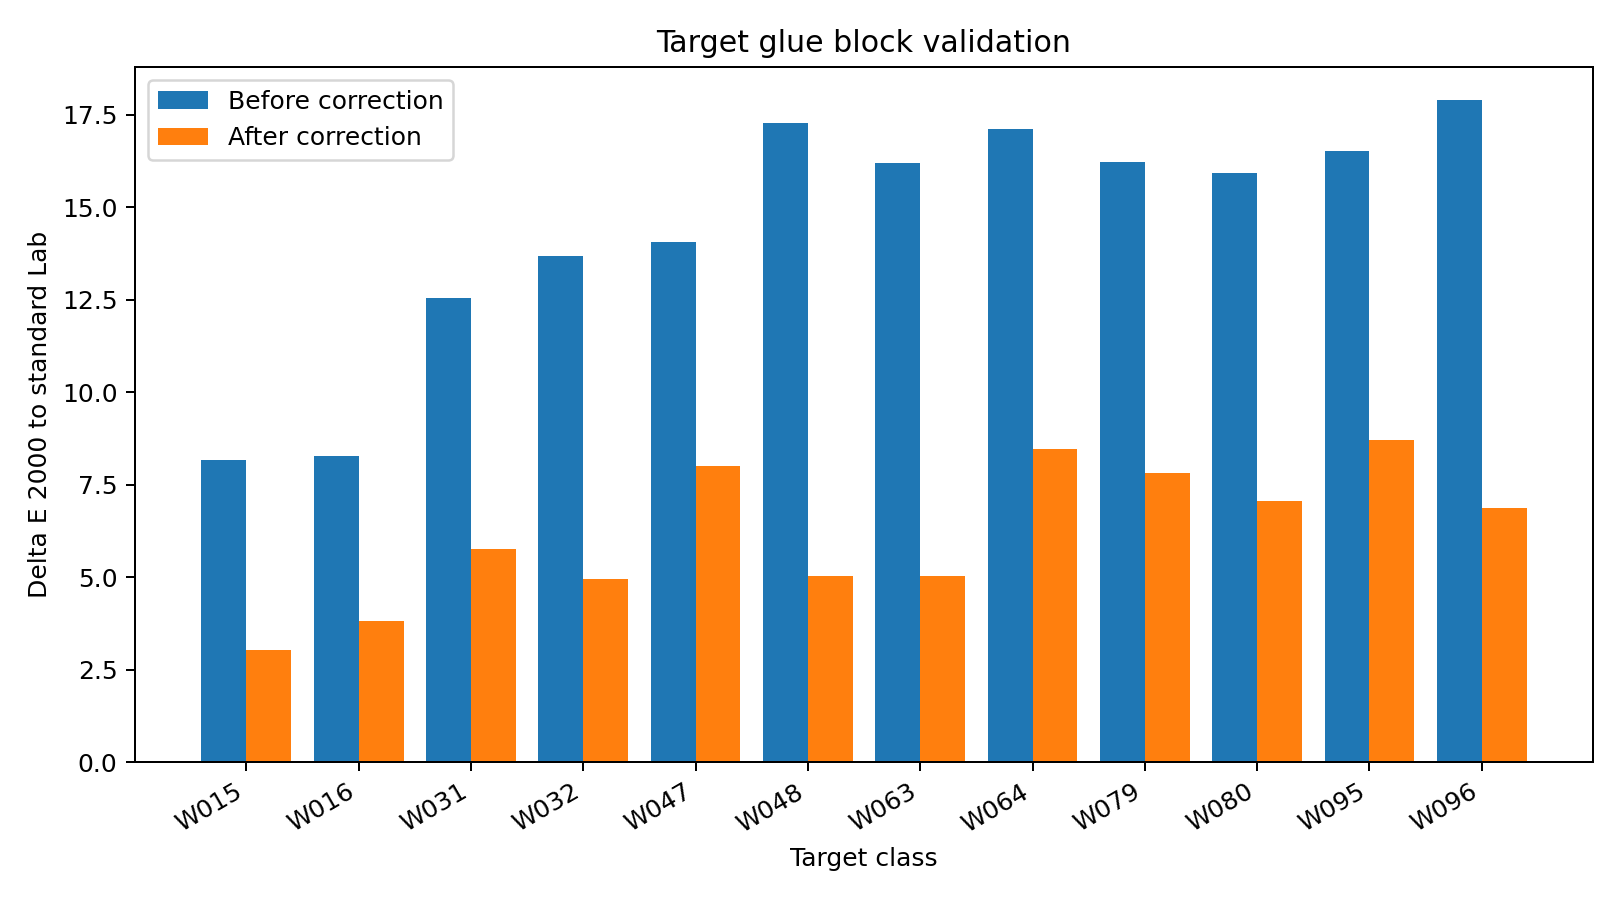 Target glue block validation
Before correction
After correction
Delta E 2000 to standard Lab
17.5
15.0
12.5
10.0
7.5
5.0
2.5
0.0
W015 W016 W031 W032 W047 W048 W063 W064 W079 W080 W095 W096
Target class